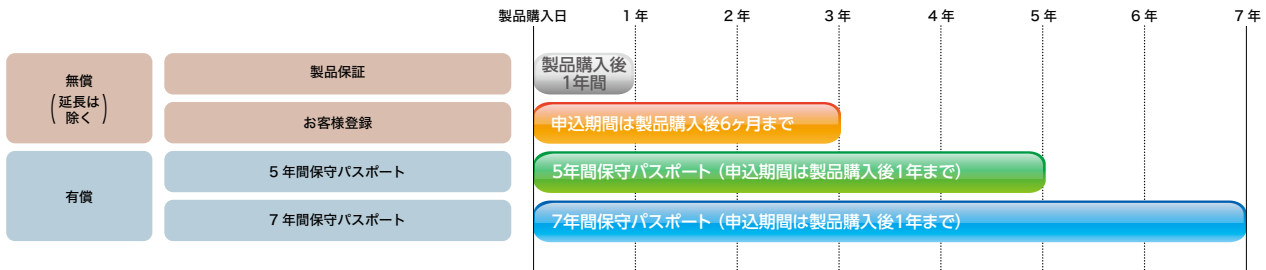 製品購入日 1年 2年 3年 4年 5年 6年 7年
無償
(延長は
除く)
製品保証
製品購入後
1年間
お客様登録
申込期間は製品購入後6ヶ月まで
有償
5年間保守パスポート
5年間保守パスポート（申込期間は製品購入後1年まで）
7年間保守パスポート
7年間保守パスポート（申込期間は製品購入後1年まで）